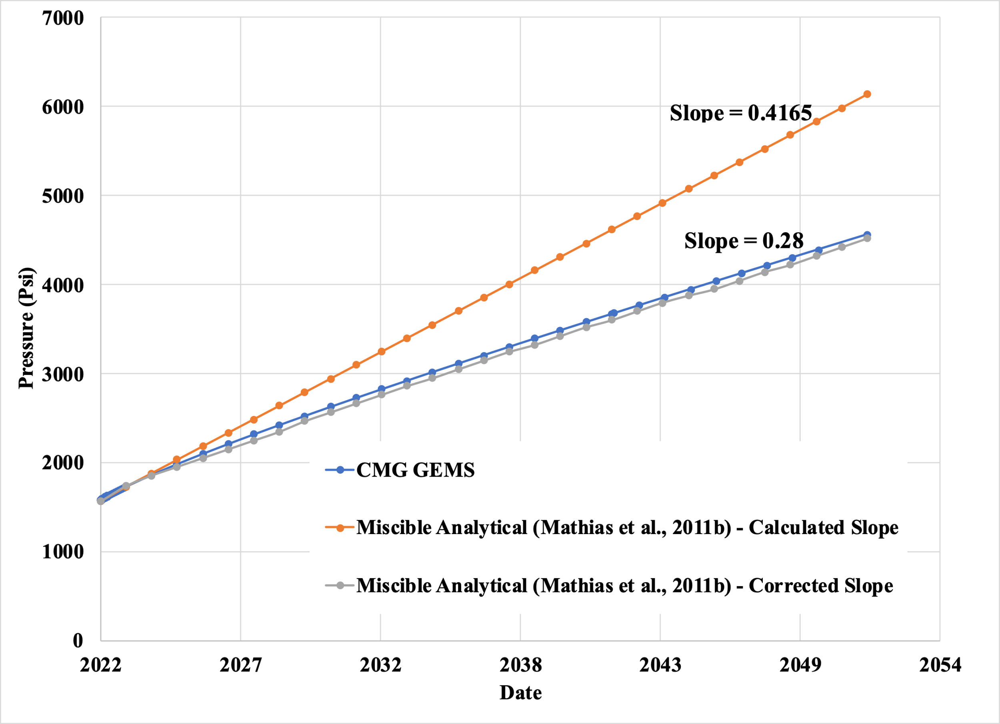 7000
6000
5000
4000
3000
2000
1000
0
Pressure (Psi)
Slope = 0.4165
Slope = 0.28
CMG GEMS
Miscible Analytical (Mathias et al., 2011b) - Calculated Slope
Miscible Analytical (Mathias et al., 2011b) - Corrected Slope
2022 2027 2032 2038 2043 2049 2054
Date